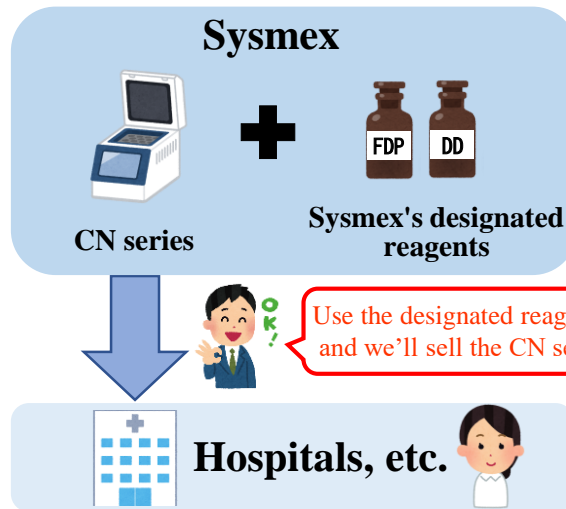 Sysmex
FDP
DD
CN series
Sysmex's designated
reagents
OK!
Use the designated
and we'll sell the CN
Hospitals, etc.